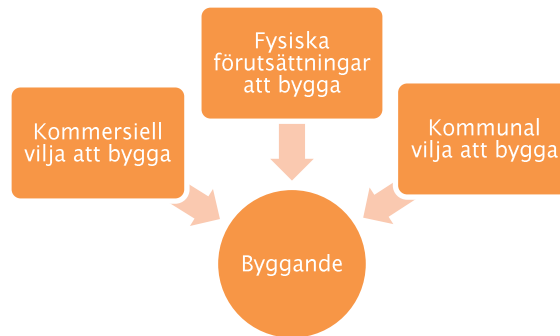 Fysiska
förutsättningar
att bygga
Kommersiell
vilja att bygga
Kommunal
vilja att bygga
Byggande